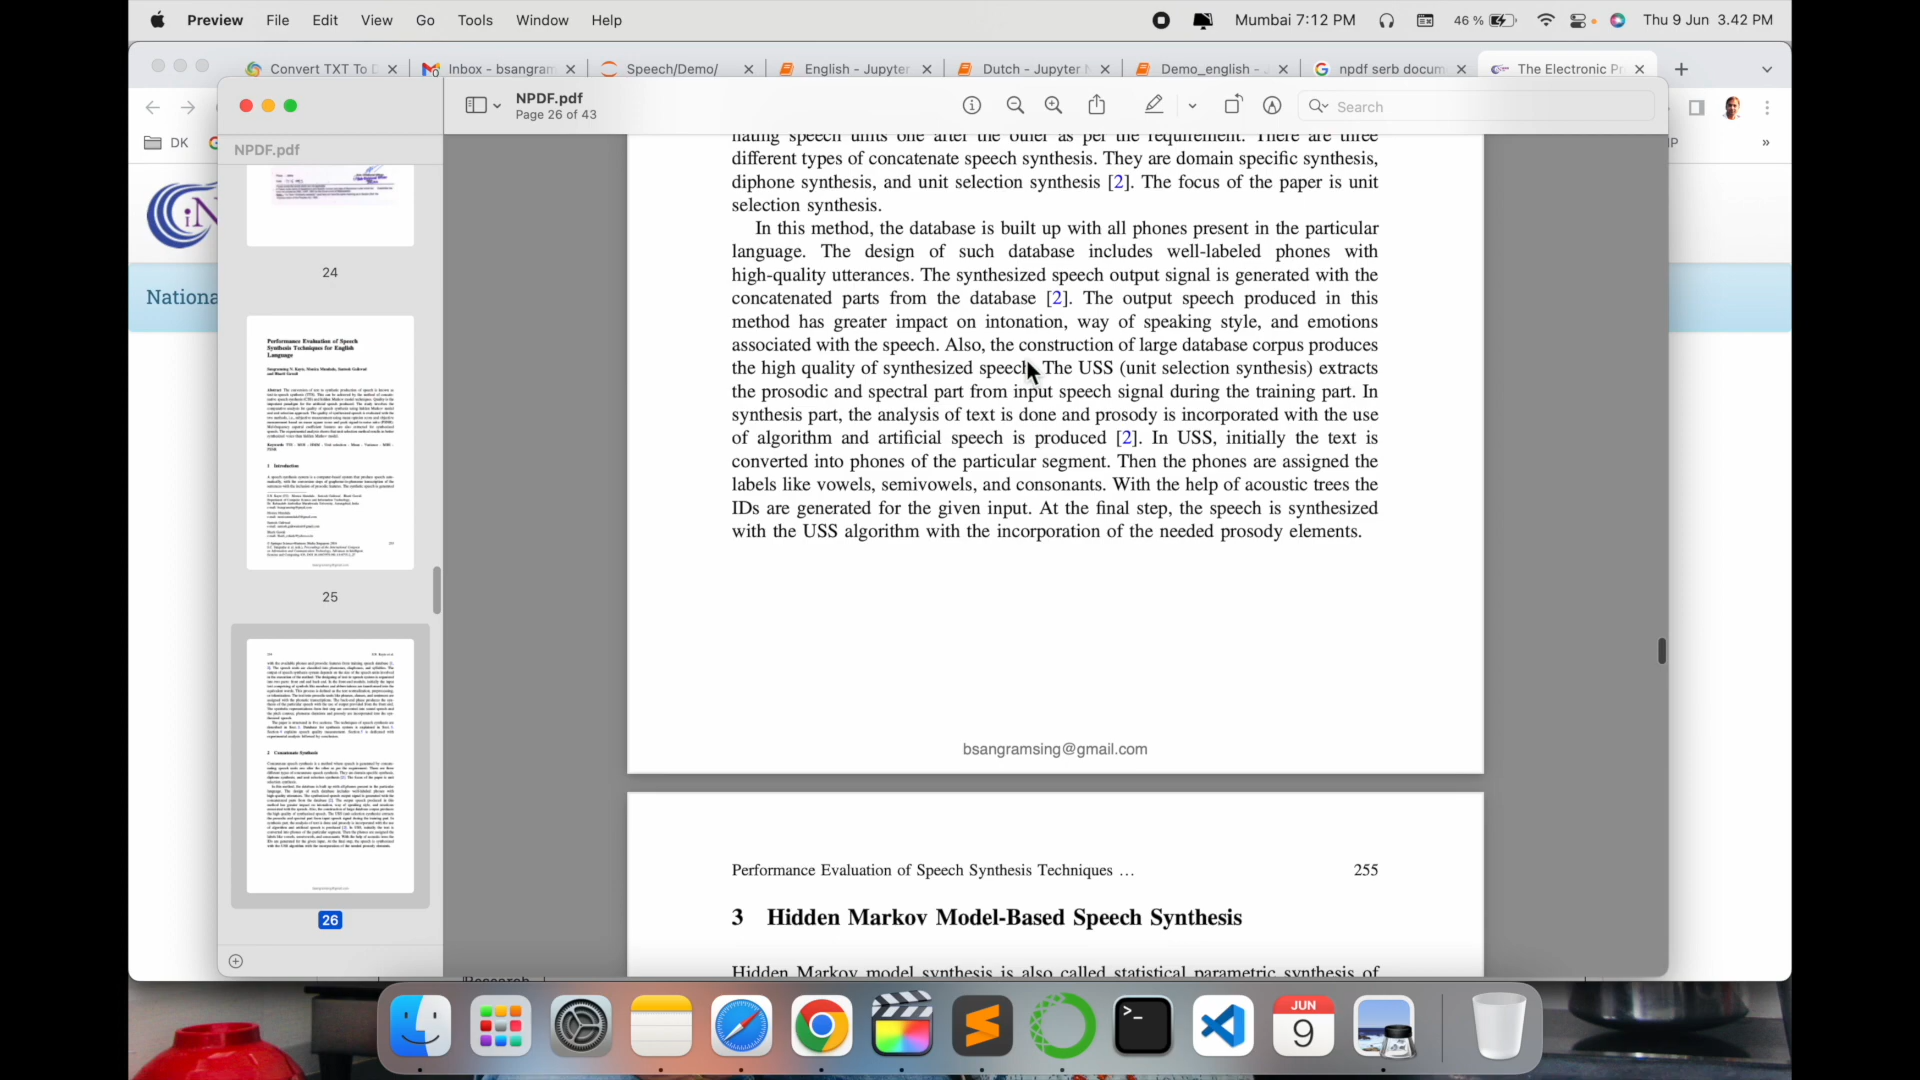 Preview File Edit View Go Tools Window Help
Mumbai 7:12 PM 46 % Thu 9 Jun 3.42 PM
Convert TXT To D
Inbox - bsangram
Speech/Demo/
English - Jupyter
Dutch - Jupyter N
Demo_english -
npdf serb docum
The Electronic Pr
NPDF.pdf
Page 26 of 43
Search
DK
NPDF.pdf
Nationa
24
Performance Evaluation of Speech
Synthesis Techniques for English
Language
1 Introduction
25
2 Concatenate Synthesis
26
nating speech units one after the other as per the requirement. There are three
different types of concatenate speech synthesis. They are domain specific synthesis,
diphone synthesis, and unit selection synthesis [2]. The focus of the paper is unit
selection synthesis.
In this method, the database is built up with all phones present in the particular
language. The design of such database includes well-labeled phones with
high-quality utterances. The synthesized speech output signal is generated with the
concatenated parts from the database [2]. The output speech produced in this
method has greater impact on intonation, way of speaking style, and emotions
associated with the speech. Also, the construction of large database corpus produces
the high quality of synthesized speech. The USS (unit selection synthesis) extracts
the prosodic and spectral part from input speech signal during the training part. In
synthesis part, the analysis of text is done and prosody is incorporated with the use
of algorithm and artificial speech is produced [2]. In USS, initially the text is
converted into phones of the particular segment. Then the phones are assigned the
labels like vowels, semivowels, and consonants. With the help of acoustic trees the
IDs are generated for the given input. At the final step, the speech is synthesized
with the USS algorithm with the incorporation of the needed prosody elements.
bsangramsing@gmail.com
Performance Evaluation of Speech Synthesis Techniques ... 255
3 Hidden Markov Model-Based Speech Synthesis
Hidden Markov model synthesis is also called statistical parametric synthesis of
JUN
9